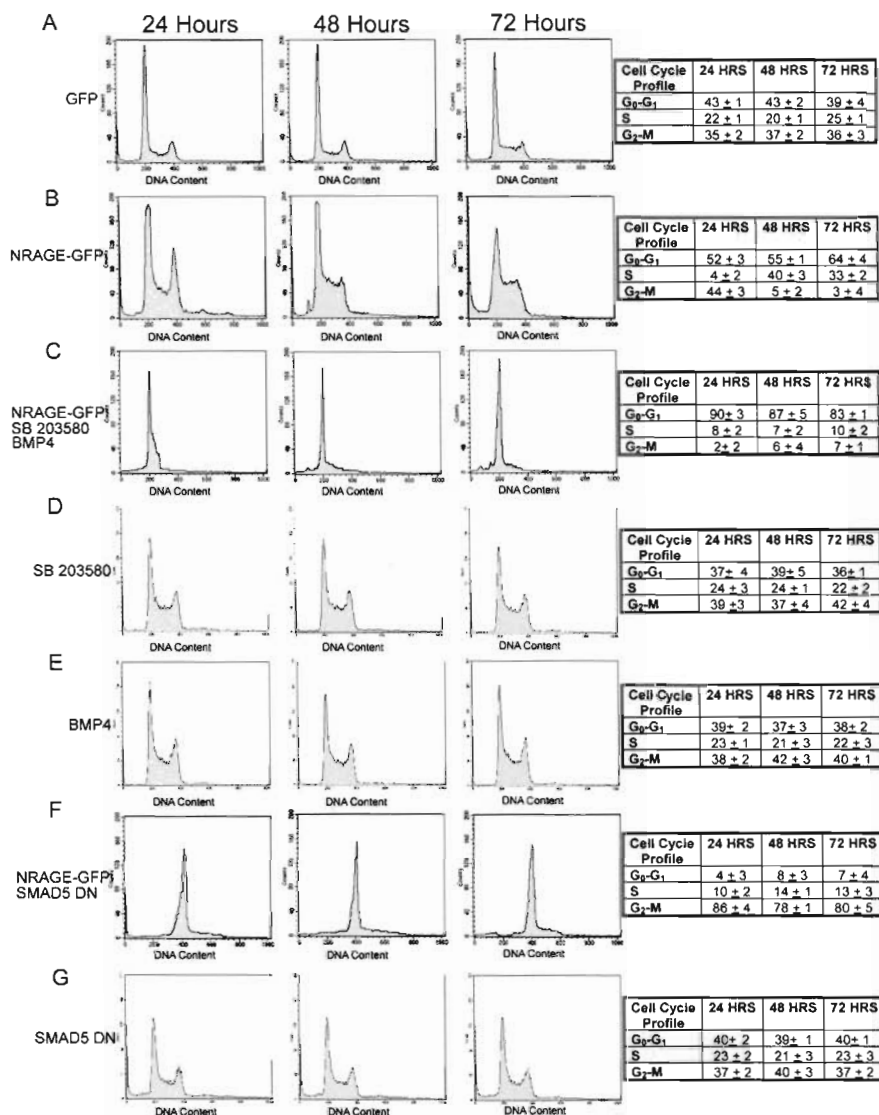 24 Hours 48 Hours 72 Hours
A
GFP
Counts
DNA Content DNA Content DNA Content
Cell Cycle Profile 24 HRS 48 HRS 72 HRS
G₀-G₁ 43 ± 1 43 ± 2 39 ± 4
S 22 ± 1 20 ± 1 25 ± 1
G₂-M 35 ± 2 37 ± 2 36 ± 3
B
NRAGE-GFP
DNA Content DNA Content DNA Content
Cell Cycle Profile 24 HRS 48 HRS 72 HRS
G₀-G₁ 52 ± 3 55 ± 1 64 ± 4
S 4 ± 2 40 ± 3 33 ± 2
G₂-M 44 ± 3 5 ± 2 3 ± 4
C
NRAGE-GFP
SB 203580
BMP4
DNA Content DNA Content DNA Content
Cell Cycle Profile 24 HRS 48 HRS 72 HRS
G₀-G₁ 90± 3 87 ± 5 83 ± 1
S 8 ± 2 7 ± 2 10 ± 2
G₂-M 2± 2 6 ± 4 7 ± 1
D
SB 203580
DNA Content DNA Content DNA Content
Cell Cycle Profile 24 HRS 48 HRS 72 HRS
G₀-G₁ 37± 4 39± 5 36± 1
S 24 ± 3 24 ± 1 22 ± 2
G₂-M 39 ±3 37 ± 4 42 ± 4
E
BMP4
DNA Content DNA Content DNA Content
Cell Cycle Profile 24 HRS 48 HRS 72 HRS
G₀-G₁ 39± 2 37± 3 38± 2
S 23 ± 1 21 ± 3 22 ± 3
G₂-M 38 ± 2 42 ± 3 40 ± 1
F
NRAGE-GFP
SMAD5 DN
DNA Content DNA Content DNA Content
Cell Cycle Profile 24 HRS 48 HRS 72 HRS
G₀-G₁ 4 ± 3 8 ± 3 7 ± 4
S 10 ± 2 14 ± 1 13 ± 3
G₂-M 86 ± 4 78 ± 1 80 ± 5
G
SMAD5 DN
DNA Content DNA Content DNA Content
Cell Cycle Profile 24 HRS 48 HRS 72 HRS
G₀-G₁ 40± 2 39± 1 40± 1
S 23 ± 2 21 ± 3 23 ± 3
G₂-M 37 ± 2 40 ± 3 37 ± 2